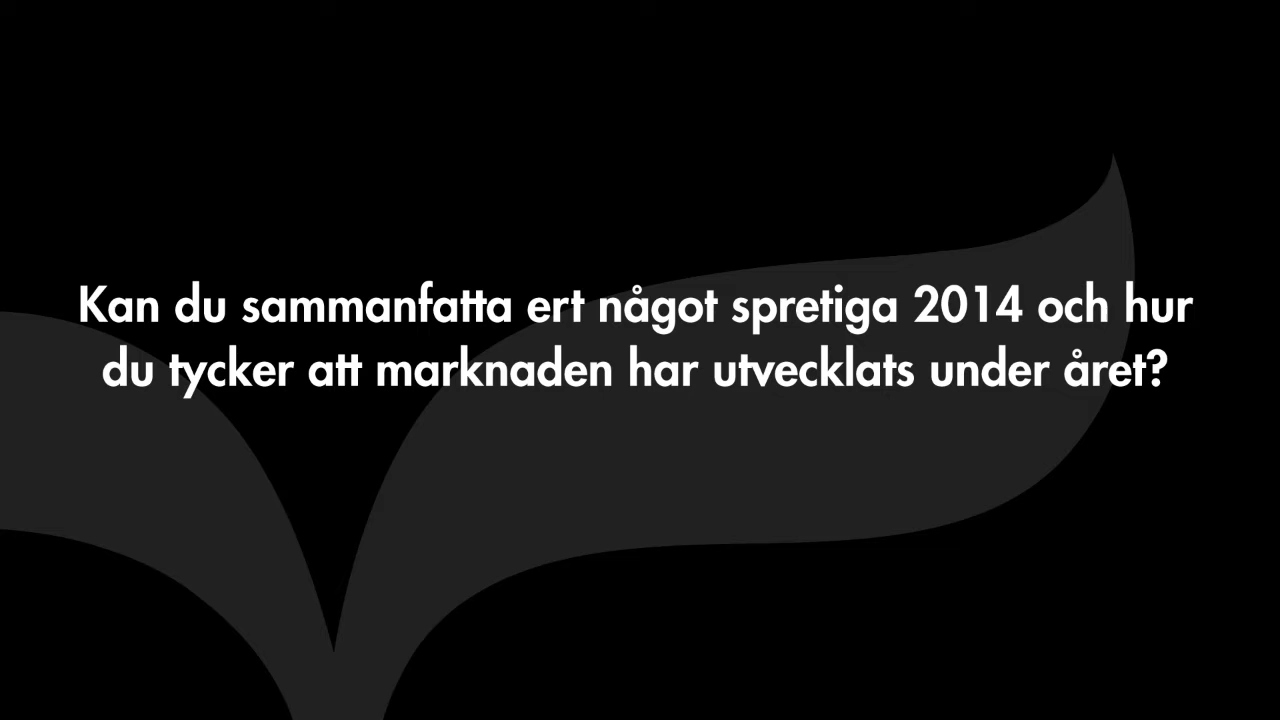 Kan du sammanfatta ert något spretiga 2014 och hur
du tycker att marknaden har utvecklats under året?